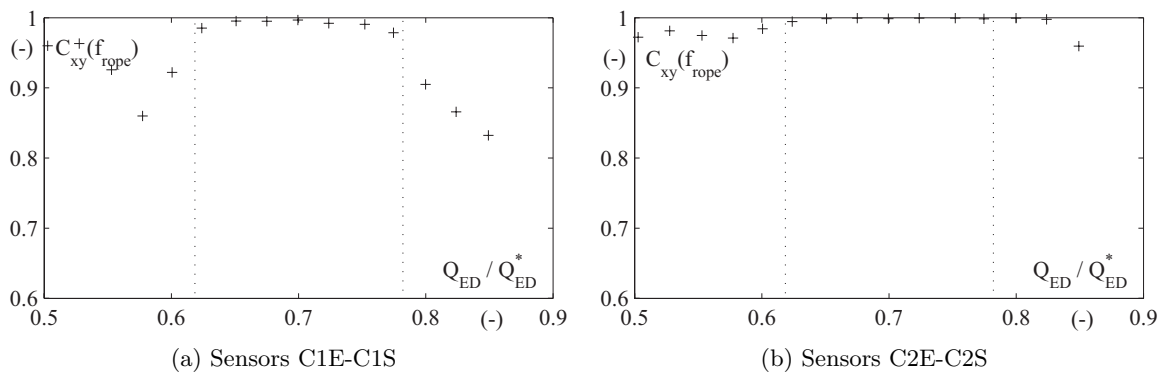 1
(-)
C_xy(f_rope)
0.9
0.8
0.7
Q_ED / Q*_ED
0.6
0.5 0.6 0.7 0.8 (-) 0.9
(a) Sensors C1E-C1S
1
(-)
C_xy(f_rope)
0.9
0.8
0.7
Q_ED / Q*_ED
0.6
0.5 0.6 0.7 0.8 (-) 0.9
(b) Sensors C2E-C2S